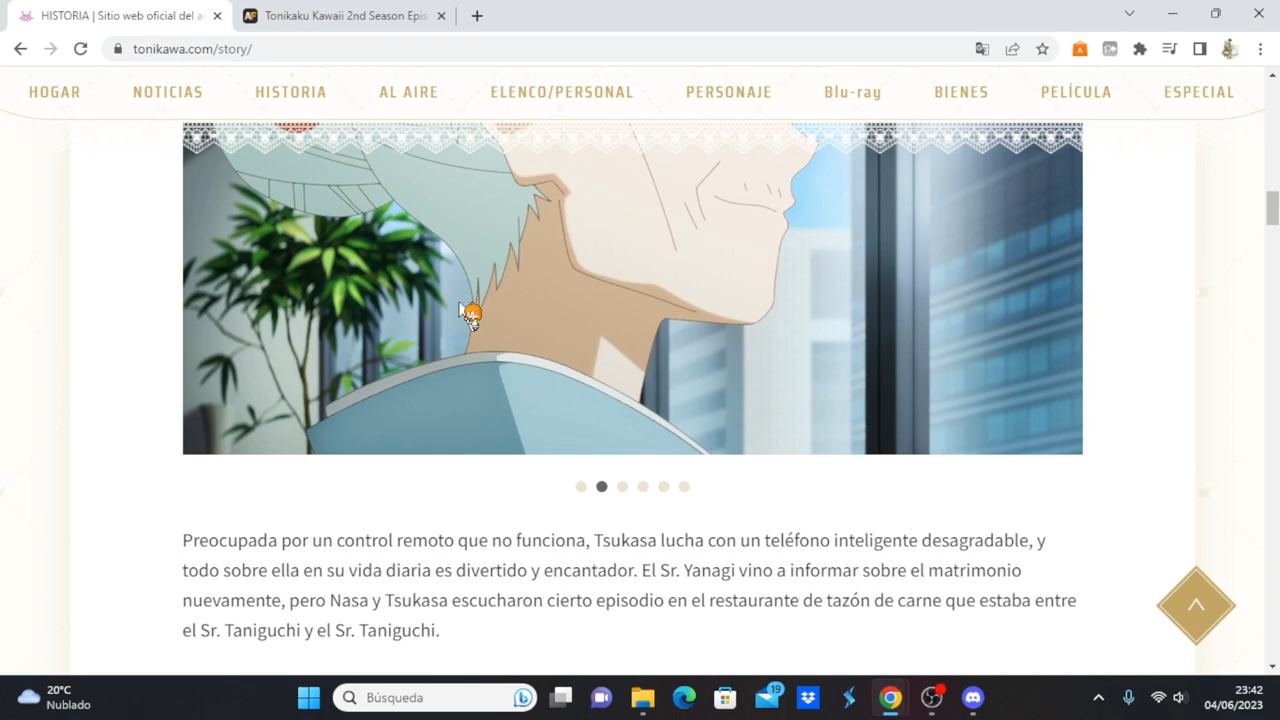 HISTORIA | Sitio web oficial del a
Tonikaku Kawaii 2nd Season Epis
tonikawa.com/story/
HOGAR NOTICIAS HISTORIA AL AIRE ELENCO/PERSONAL PERSONAJE Blu-ray BIENES PELÍCULA ESPECIAL
Preocupada por un control remoto que no funciona, Tsukasa lucha con un teléfono inteligente desagradable, y
todo sobre ella en su vida diaria es divertido y encantador. El Sr. Yanagi vino a informar sobre el matrimonio
nuevamente, pero Nasa y Tsukasa escucharon cierto episodio en el restaurante de tazón de carne que estaba entre
el Sr. Taniguchi y el Sr. Taniguchi.
20°C
Nublado
Búsqueda
19
23:42
04/06/2023